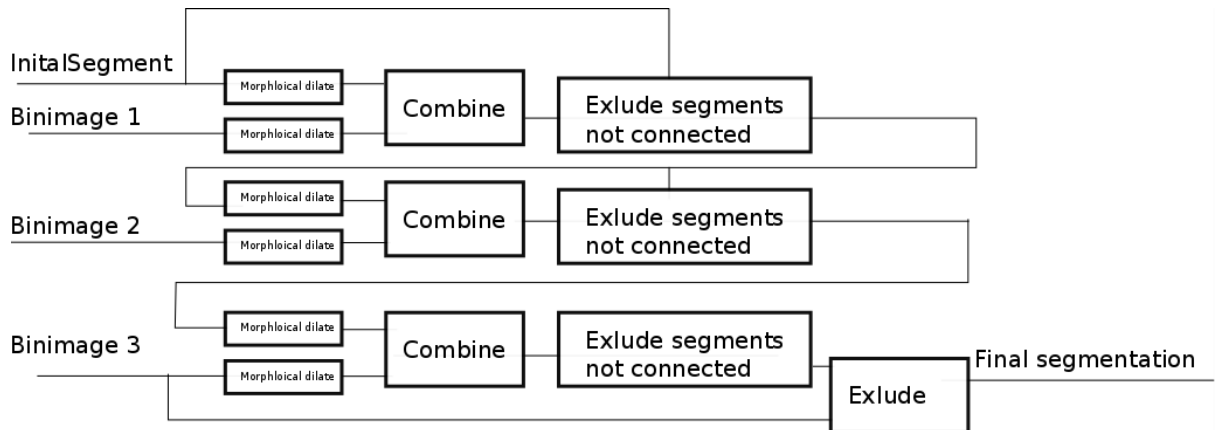 InitalSegment
Morphloical dilate
Binimage 1
Morphloical dilate
Combine
Exlude segments
not connected
Morphloical dilate
Binimage 2
Morphloical dilate
Combine
Exlude segments
not connected
Morphloical dilate
Binimage 3
Morphloical dilate
Combine
Exlude segments
not connected
Exlude
Final segmentation